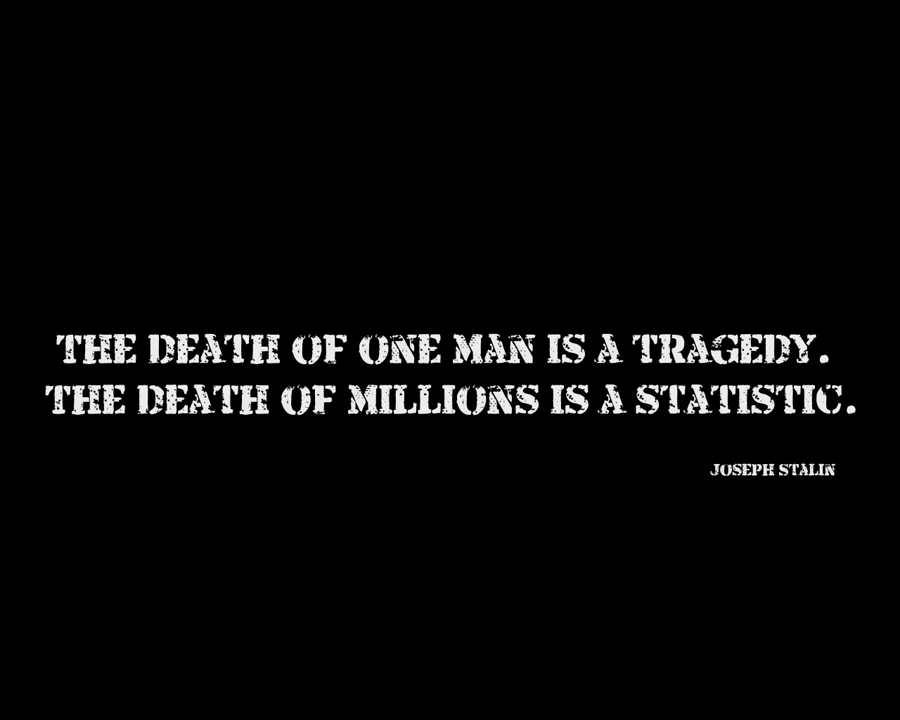 THE DEATH OF ONE MAN IS A TRAGEDY.
THE DEATH OF MILLIONS IS A STATISTIC.
JOSEPH STALIN